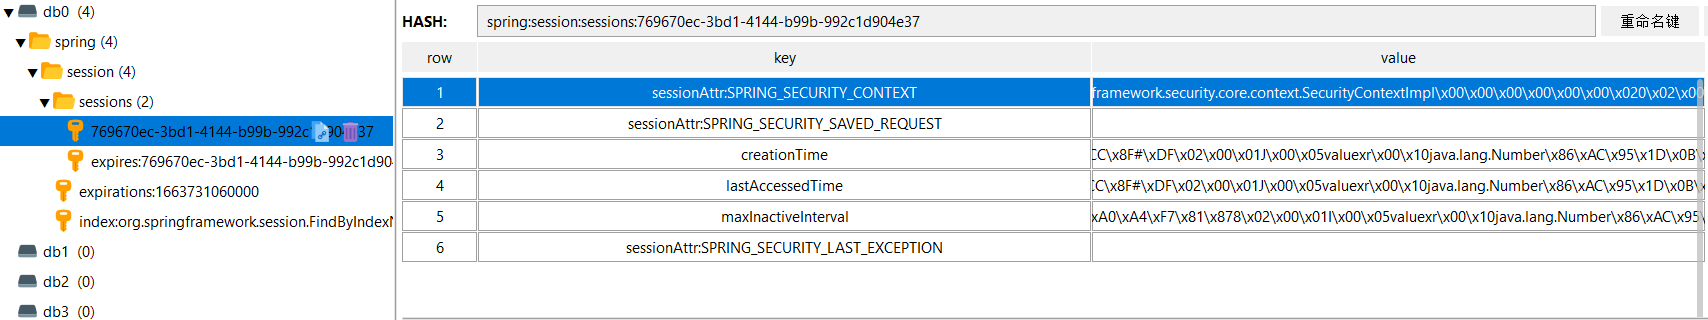 db0 (4)
spring (4)
session (4)
sessions (2)
769670ec-3bd1-4144-b99b-992c1d904e37
expires:769670ec-3bd1-4144-b99b-992c1d90
expirations:1663731060000
index:org.springframework.session.FindByIndexN
db1 (0)
db2 (0)
db3 (0)
HASH: spring:session:sessions:769670ec-3bd1-4144-b99b-992c1d904e37 重命名键
row key value
1 sessionAttr:SPRING_SECURITY_CONTEXT framework.security.core.context.SecurityContextImpl\x00\x00\x00\x00\x00\x00\x020\x02\x00
2 sessionAttr:SPRING_SECURITY_SAVED_REQUEST
3 creationTime CC\x8F#\xDF\x02\x00\x01J\x00\x05valuexr\x00\x10java.lang.Number\x86\xAC\x95\x1D\x0B\
4 lastAccessedTime CC\x8F#\xDF\x02\x00\x01J\x00\x05valuexr\x00\x10java.lang.Number\x86\xAC\x95\x1D\x0B\
5 maxInactiveInterval xA0\xA4\xF7\x81\x878\x02\x00\x01I\x00\x05valuexr\x00\x10java.lang.Number\x86\xAC\x95
6 sessionAttr:SPRING_SECURITY_LAST_EXCEPTION